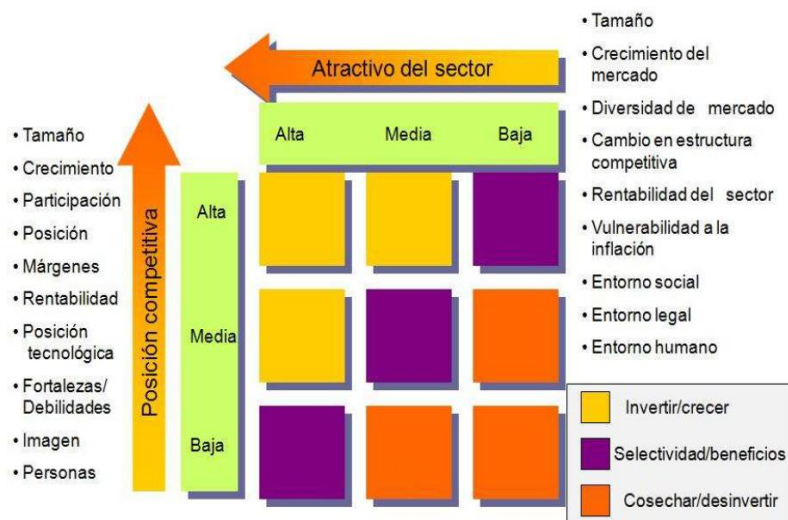 Atractivo del sector
Alta
Media
Baja
Posición competitiva
Alta
Media
Baja
• Tamaño
• Crecimiento
• Participación
• Posición
• Márgenes
• Rentabilidad
• Posición
tecnológica
• Fortalezas/
Debilidades
• Imagen
• Personas
• Tamaño
• Crecimiento del
mercado
• Diversidad de mercado
• Cambio en estructura
competitiva
• Rentabilidad del sector
• Vulnerabilidad a la
inflación
• Entorno social
• Entorno legal
• Entorno humano
Invertir/crecer
Selectividad/beneficios
Cosechar/desinvertir